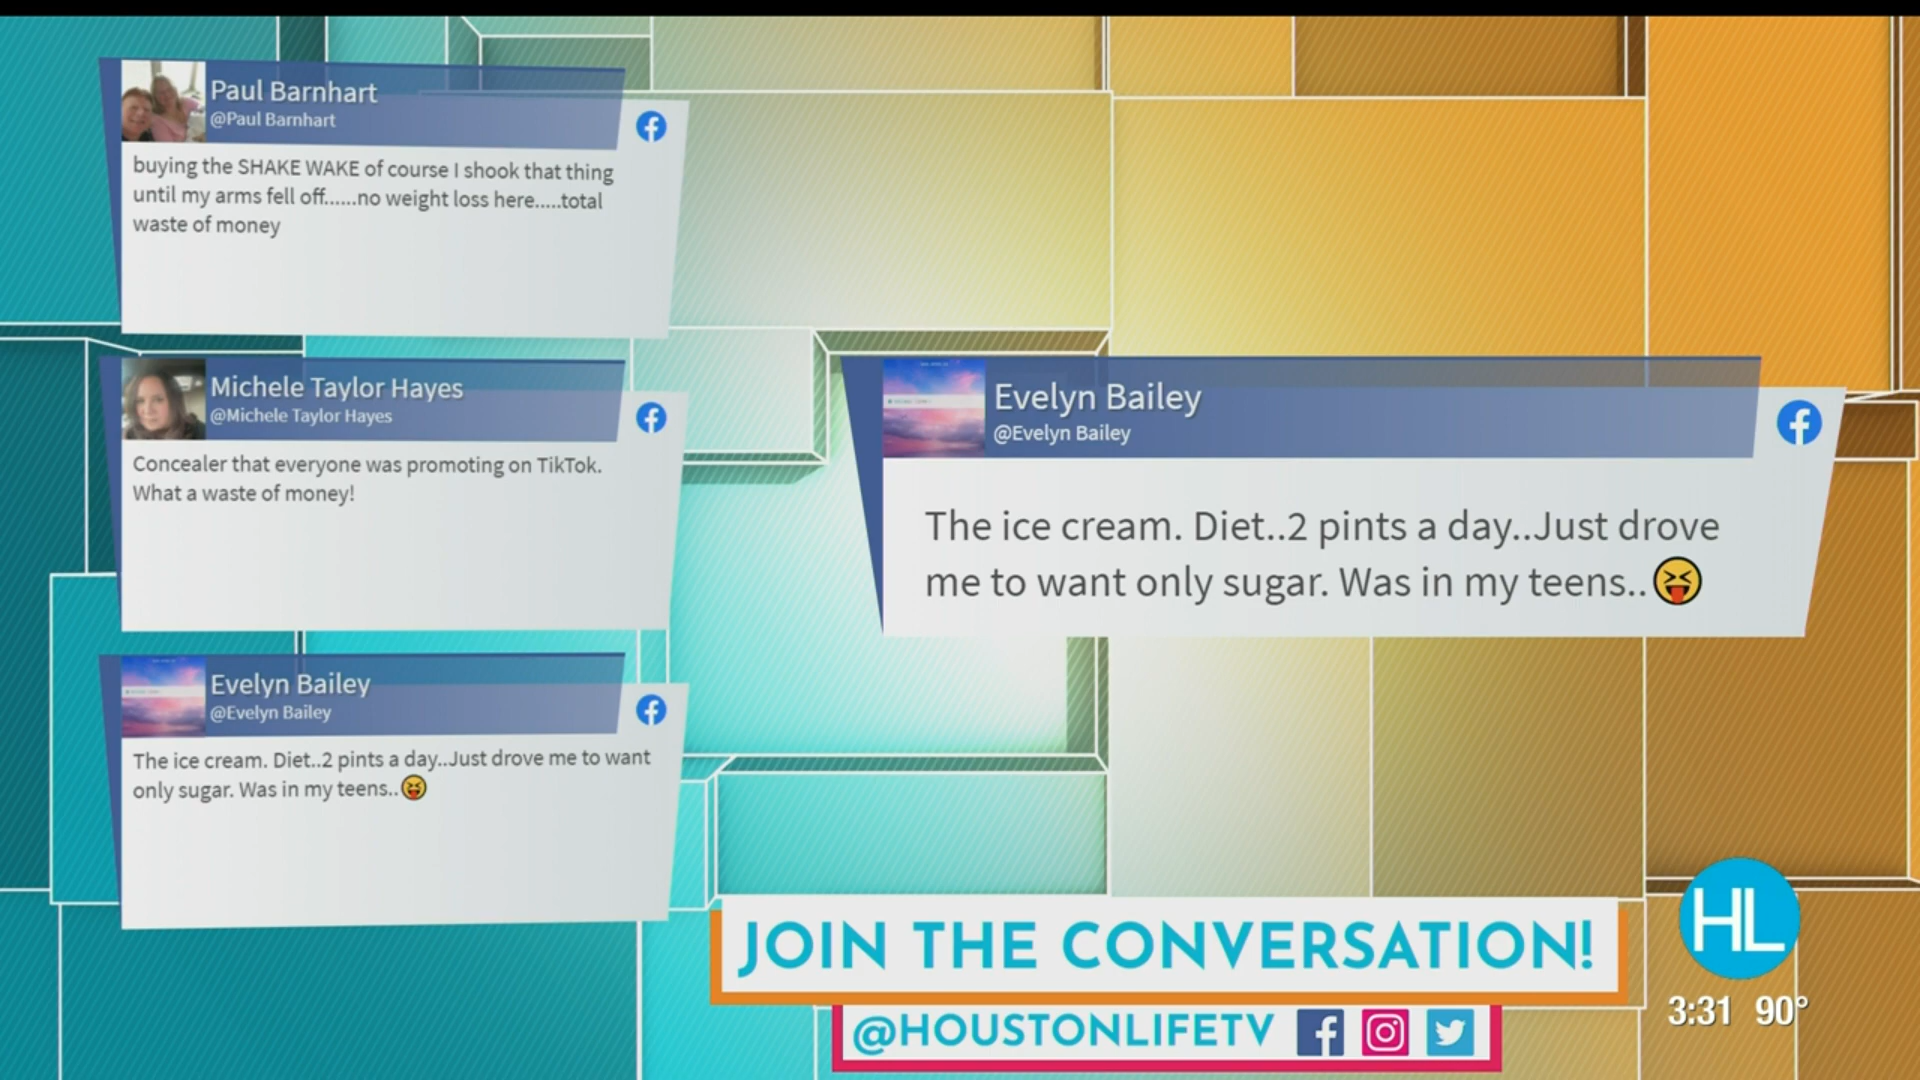 Paul Barnhart
@Paul Barnhart
buying the SHAKE WAKE of course I shook that thing
until my arms fell off......no weight loss here.....total
waste of money
Michele Taylor Hayes
@Michele Taylor Hayes
Concealer that everyone was promoting on TikTok.
What a waste of money!
Evelyn Bailey
@Evelyn Bailey
The ice cream. Diet..2 pints a day..Just drove me to want
only sugar. Was in my teens..😝
Evelyn Bailey
@Evelyn Bailey
The ice cream. Diet..2 pints a day..Just drove
me to want only sugar. Was in my teens..😝
JOIN THE CONVERSATION!
@HOUSTONLIFETV
HL
3:31 90°